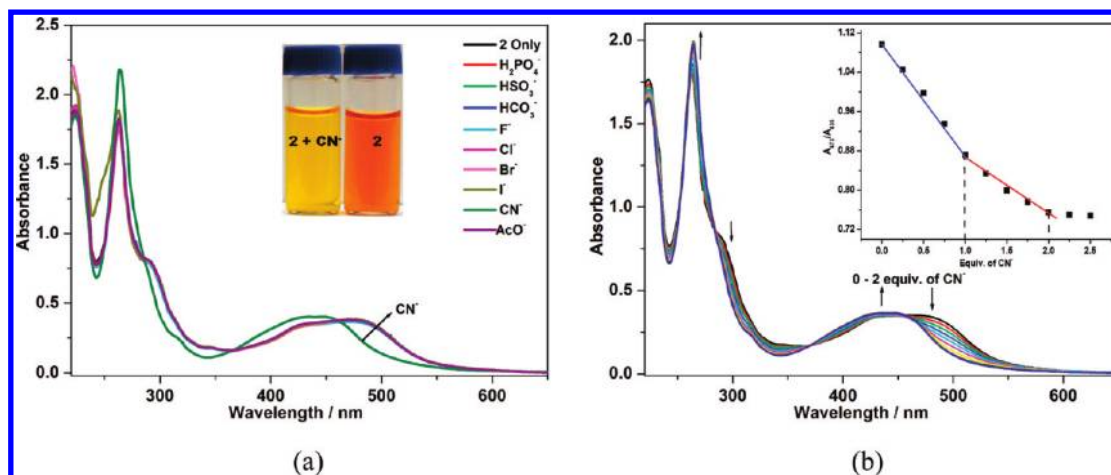 2.5
2.0
1.5
1.0
0.5
0.0
Absorbance
300 400 500 600
Wavelength / nm
2 + CN-
2
2 Only
H2PO4-
HSO3-
HCO3-
F-
Cl-
Br-
I-
CN-
AcO-
CN-
(a)
2.0
1.5
1.0
0.5
0.0
Absorbance
300 400 500 600
Wavelength / nm
1.12
1.04
0.96
0.88
0.80
0.72
0.0 0.5 1.0 1.5 2.0 2.5
Equiv. of CN-
0 - 2 equiv. of CN-
(b)